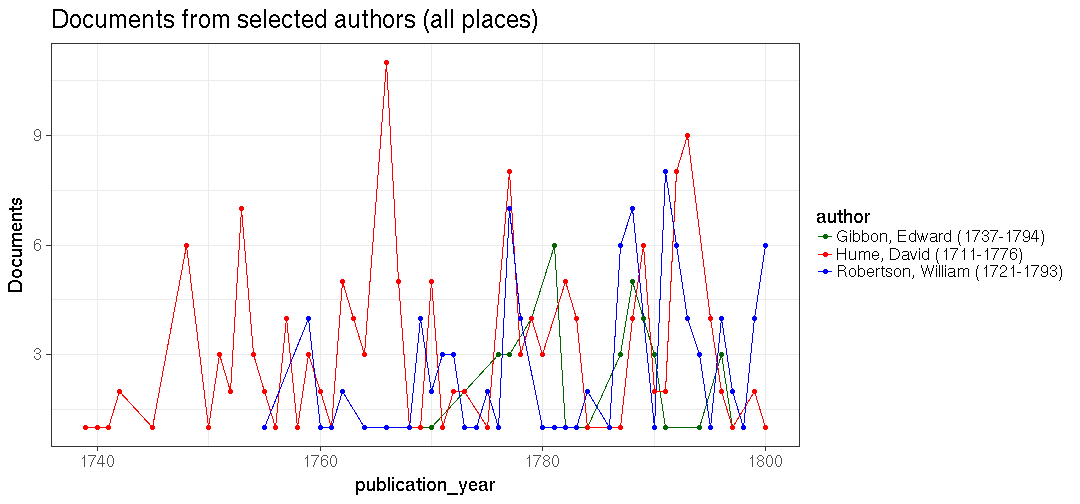 Documents from selected authors (all places)
Documents
9
6
3
1740
1760
1780
1800
publication_year
author
Gibbon, Edward (1737-1794)
Hume, David (1711-1776)
Robertson, William (1721-1793)